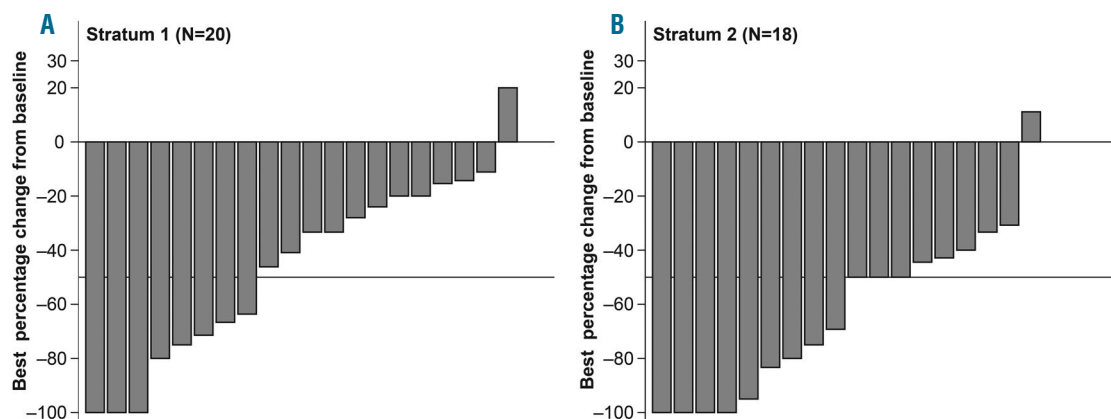 A
Stratum 1 (N=20)
Best percentage change from baseline
30
20
0
–20
–40
–60
–80
–100
B
Stratum 2 (N=18)
Best percentage change from baseline
30
20
0
–20
–40
–60
–80
–100